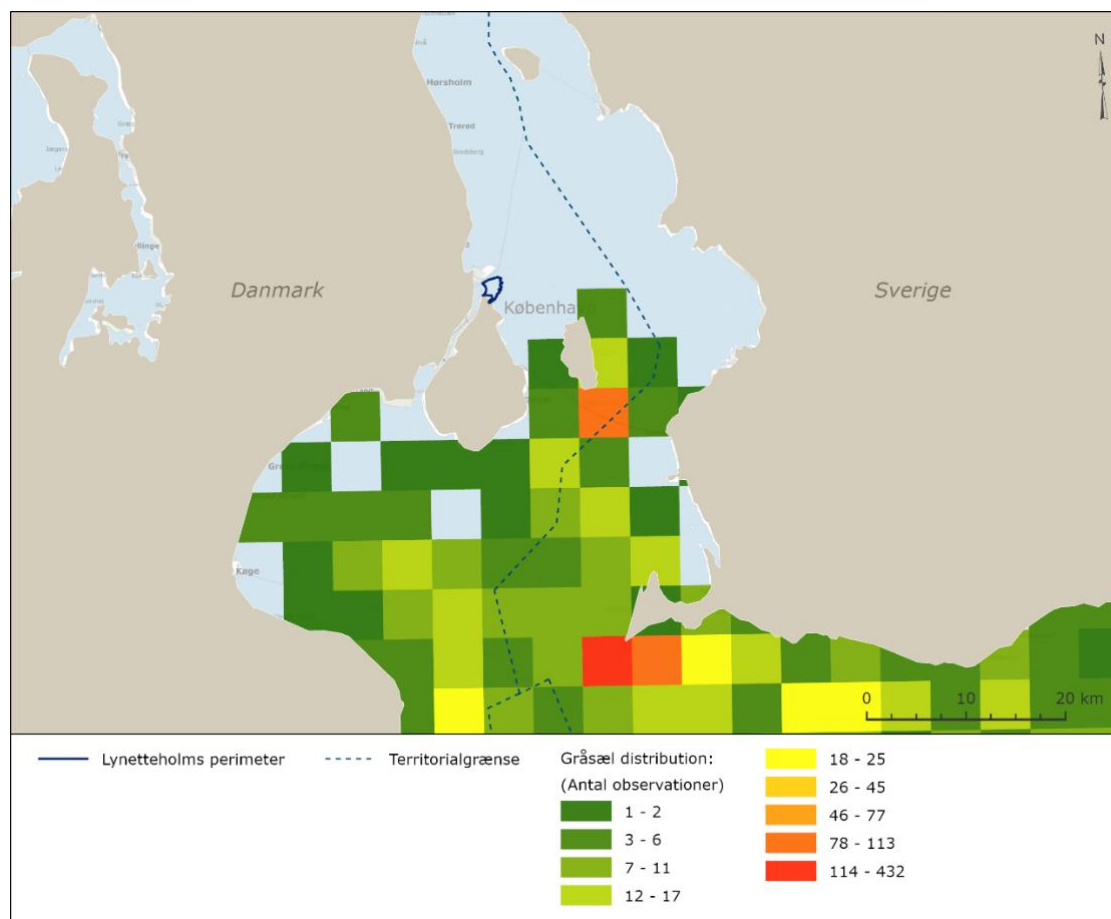 N
Hørsholm
Trørød
Danmark
Sverige
København
Køge
0 10 20 km
Lynetteholms perimeter
Territorialgrænse
Gråsæl distribution:
(Antal observationer)
1 - 2
3 - 6
7 - 11
12 - 17
18 - 25
26 - 45
46 - 77
78 - 113
114 - 432